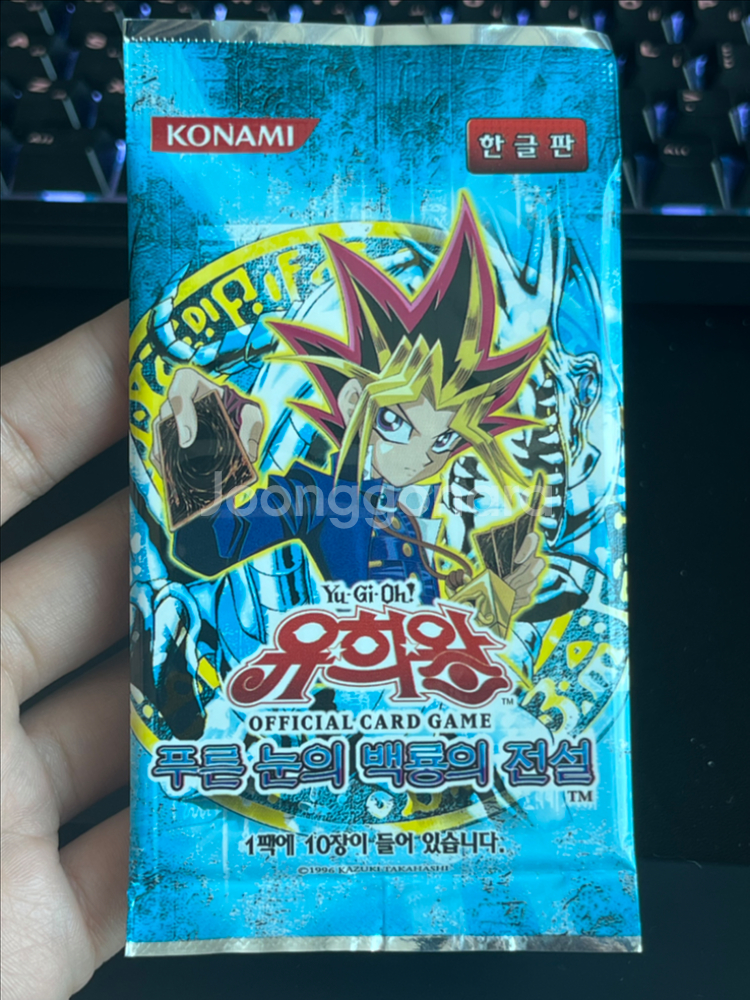 KONAMI
한글판
Joonggonara
Yu-Gi-Oh!
유희왕
TM
OFFICIAL CARD GAME
푸른 눈의 백룡의 전설
TM
1팩에 10장이 들어 있습니다.
©1996 KAZUKI TAKAHASHI